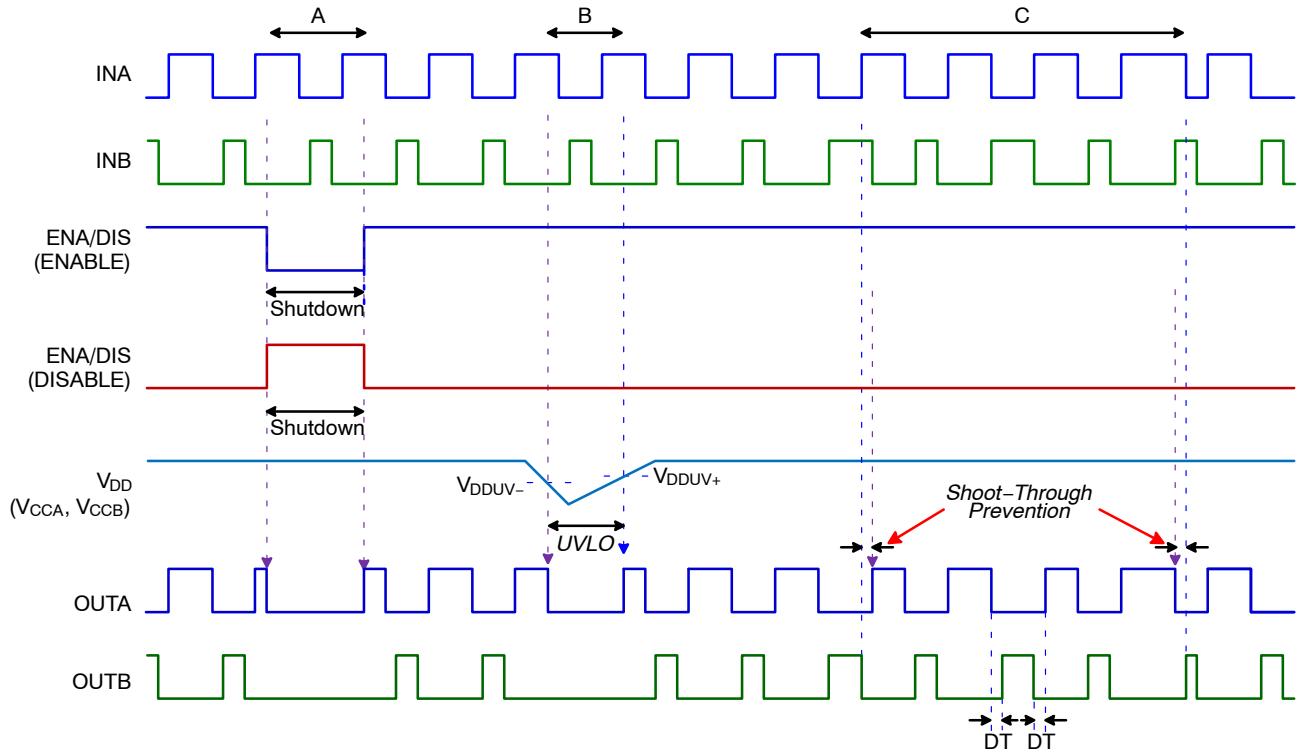 A
B
C
INA
INB
ENA/DIS
(ENABLE)
Shutdown
ENA/DIS
(DISABLE)
Shutdown
VDD
(VCCA, VCCB)
VDDUV−
VDDUV+
UVLO
Shoot−Through
Prevention
OUTA
OUTB
DT
DT